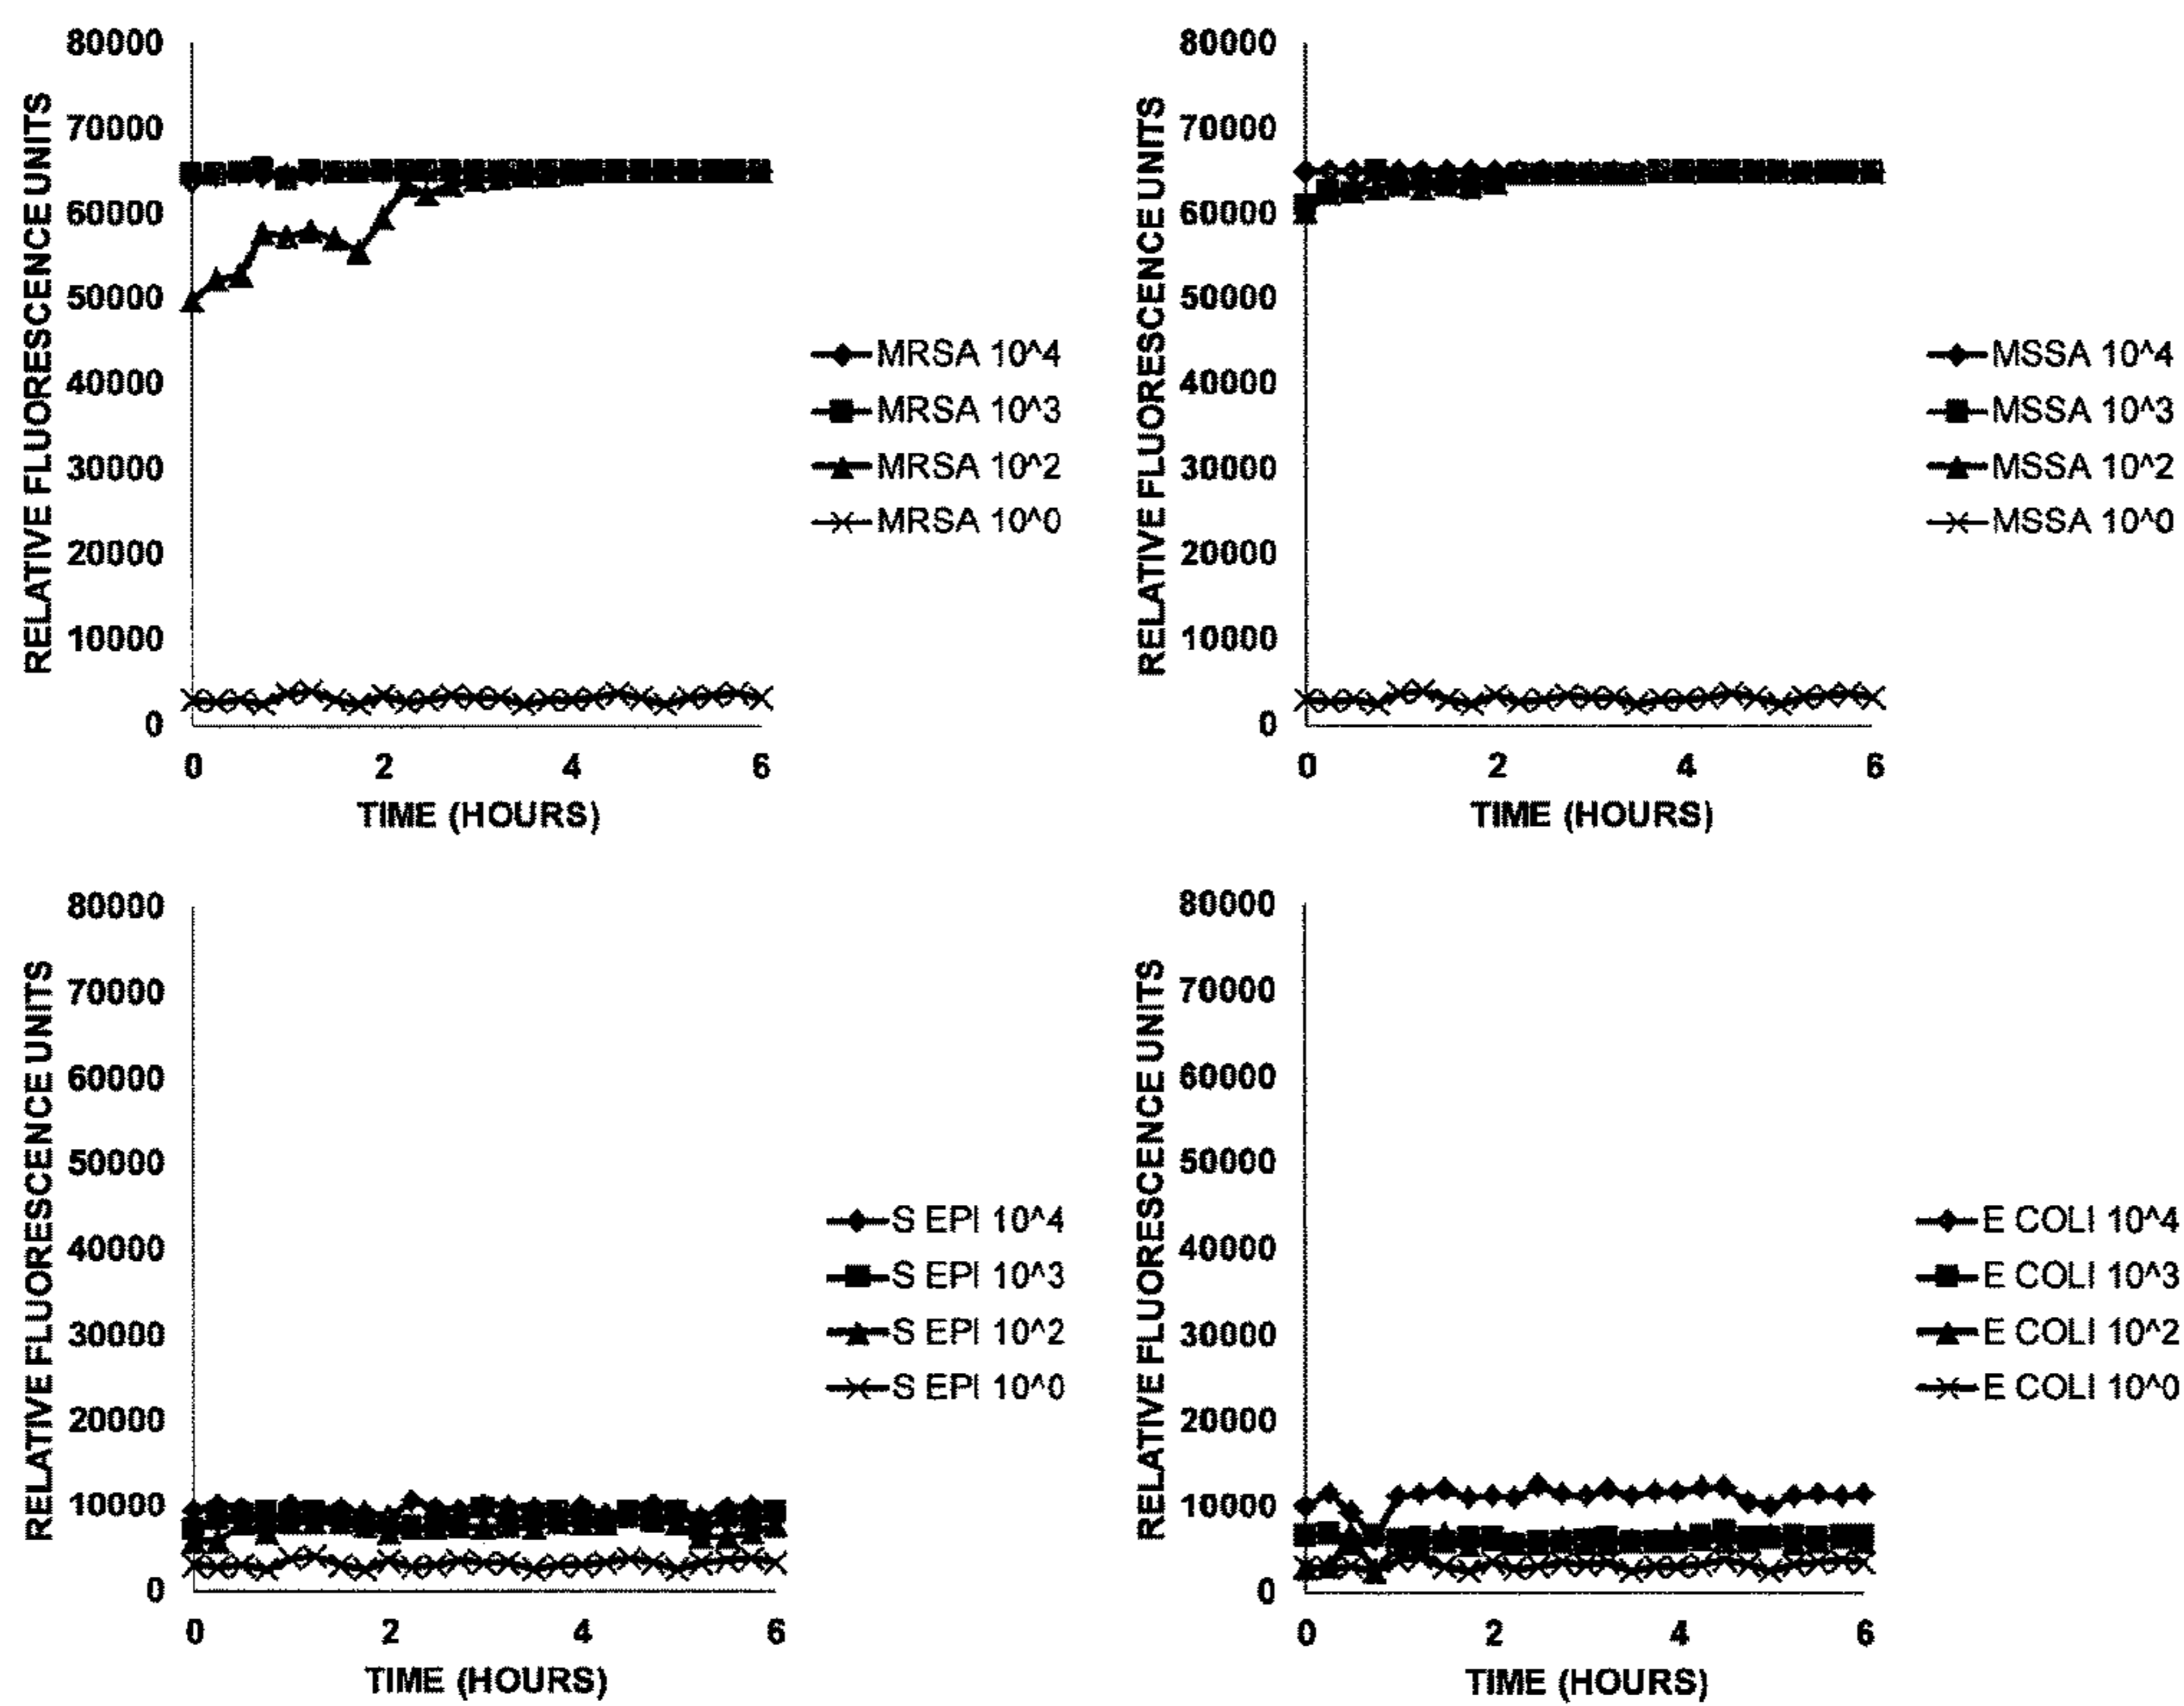 RELATIVE FLUORESCENCE UNITS
80000
70000
60000
50000
40000
30000
20000
10000
0
0 2 4 6
TIME (HOURS)
MRSA 10^4
MRSA 10^3
MRSA 10^2
MRSA 10^0
RELATIVE FLUORESCENCE UNITS
80000
70000
60000
50000
40000
30000
20000
10000
0
0 2 4 6
TIME (HOURS)
MSSA 10^4
MSSA 10^3
MSSA 10^2
MSSA 10^0
RELATIVE FLUORESCENCE UNITS
80000
70000
60000
50000
40000
30000
20000
10000
0
0 2 4 6
TIME (HOURS)
S EPI 10^4
S EPI 10^3
S EPI 10^2
S EPI 10^0
RELATIVE FLUORESCENCE UNITS
80000
70000
60000
50000
40000
30000
20000
10000
0
0 2 4 6
TIME (HOURS)
E COLI 10^4
E COLI 10^3
E COLI 10^2
E COLI 10^0